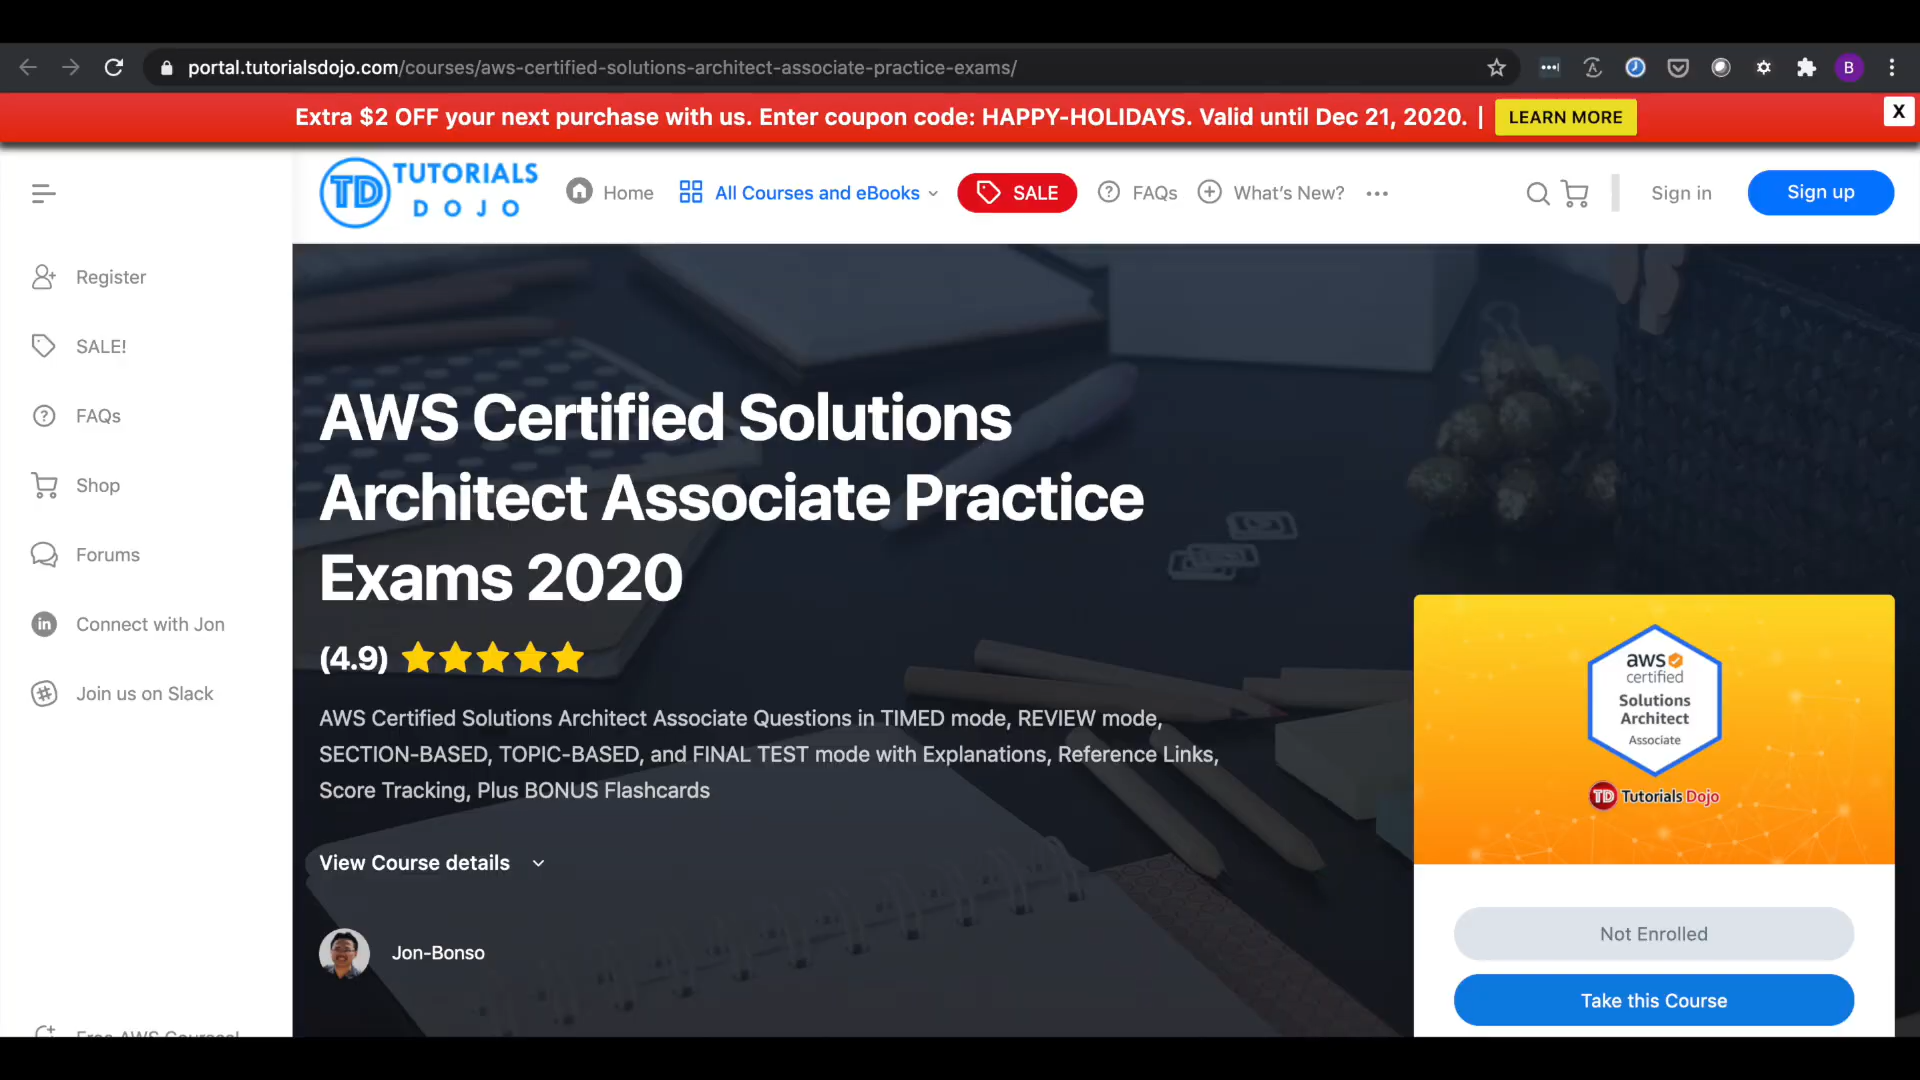 portal.tutorialsdojo.com/courses/aws-certified-solutions-architect-associate-practice-exams/
B
Extra $2 OFF your next purchase with us. Enter coupon code: HAPPY-HOLIDAYS. Valid until Dec 21, 2020. | LEARN MORE
X
TD TUTORIALS DOJO
Home
All Courses and eBooks
SALE
FAQs
What's New?
Sign in
Sign up
Register
SALE!
FAQs
Shop
Forums
Connect with Jon
Join us on Slack
Free AWS Courses!
AWS Certified Solutions
Architect Associate Practice
Exams 2020
(4.9)
AWS Certified Solutions Architect Associate Questions in TIMED mode, REVIEW mode,
SECTION-BASED, TOPIC-BASED, and FINAL TEST mode with Explanations, Reference Links,
Score Tracking, Plus BONUS Flashcards
View Course details
Jon-Bonso
aws
certified
Solutions
Architect
Associate
TD Tutorials Dojo
Not Enrolled
Take this Course